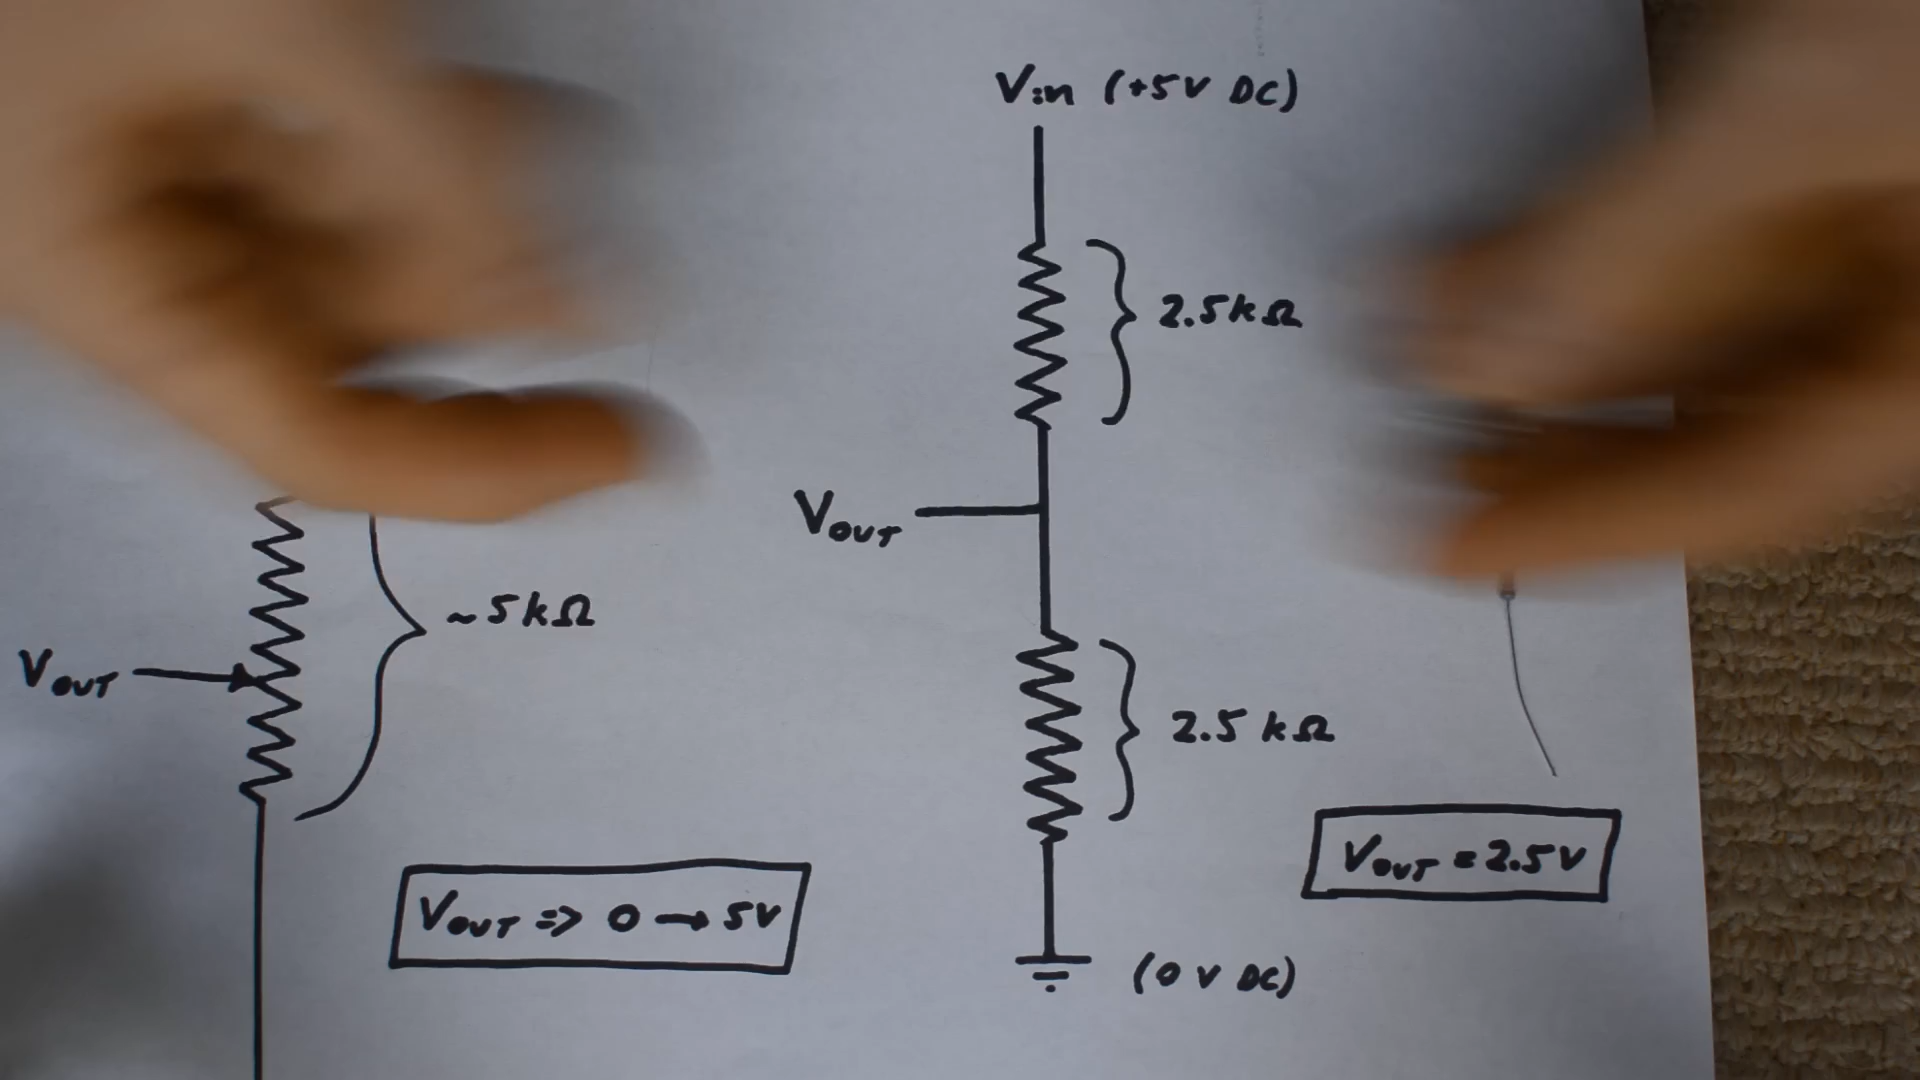 Vin (+5V DC)
2.5kΩ
VOUT
~5kΩ
VOUT
2.5 kΩ
VOUT = 2.5V
VOUT => 0 → 5V
(0 V DC)